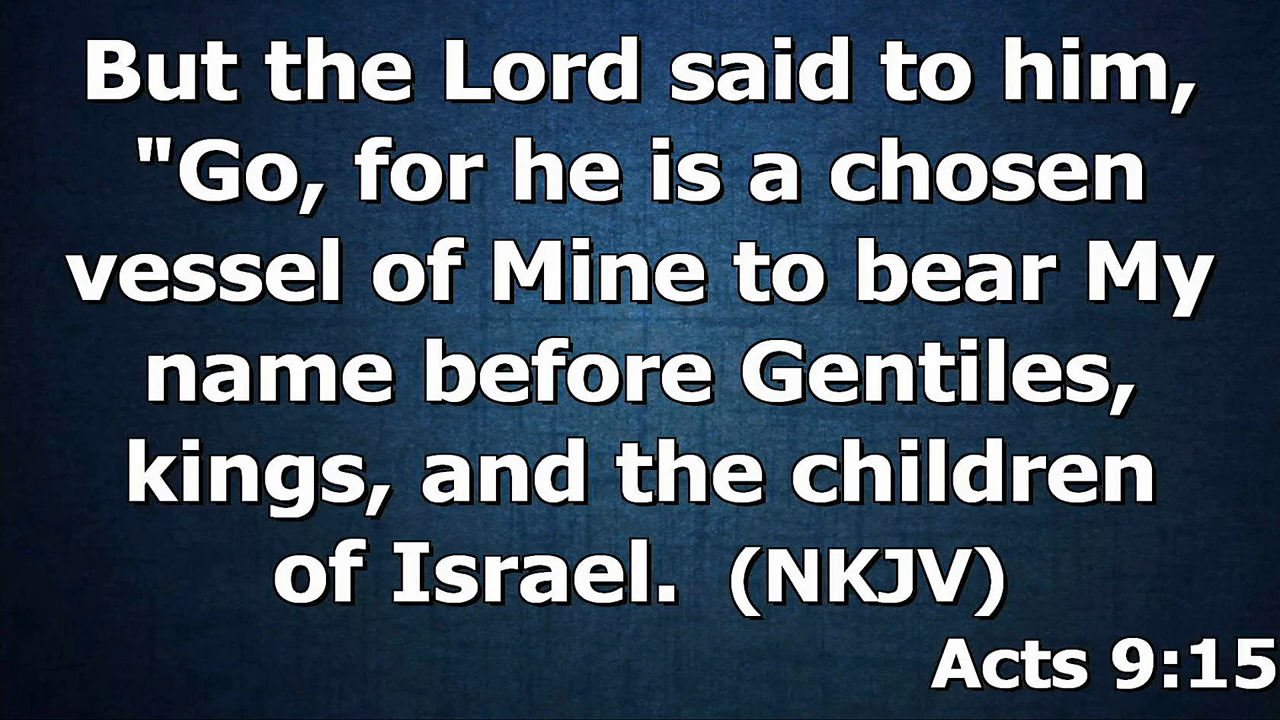 But the Lord said to him,
"Go, for he is a chosen
vessel of Mine to bear My
name before Gentiles,
kings, and the children
of Israel. (NKJV)
Acts 9:15